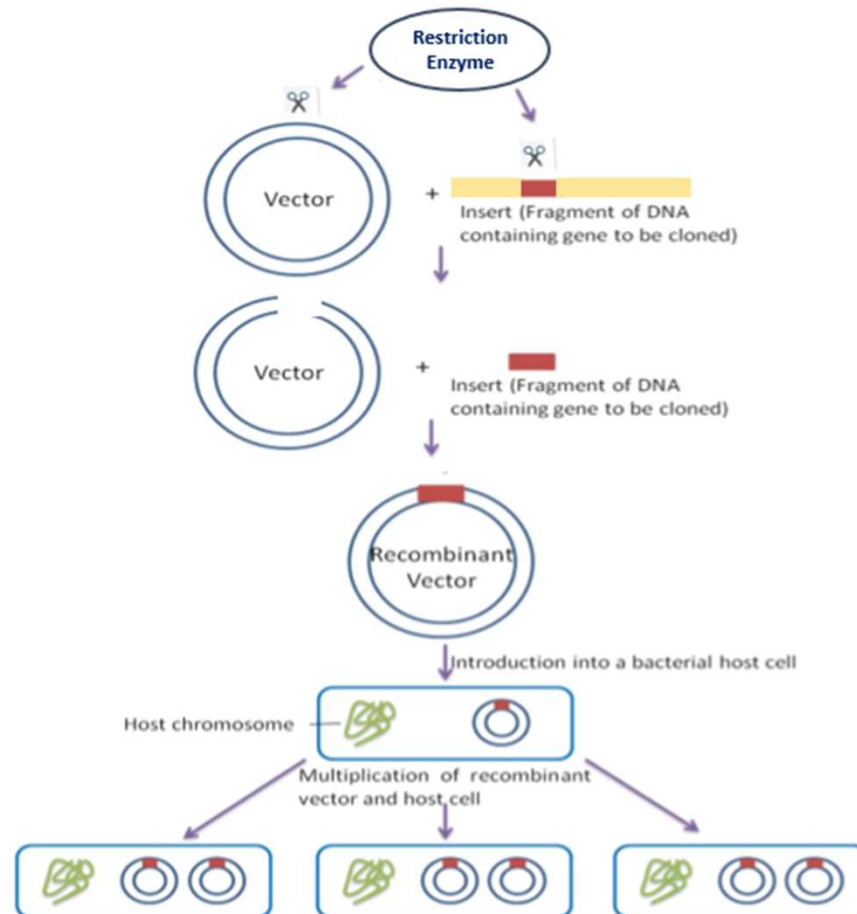 Restriction
Enzyme
Vector
+
Insert (Fragment of DNA
containing gene to be cloned)
Vector
+
Insert (Fragment of DNA
containing gene to be cloned)
Recombinant
Vector
Introduction into a bacterial host cell
Host chromosome
Multiplication of recombinant
vector and host cell